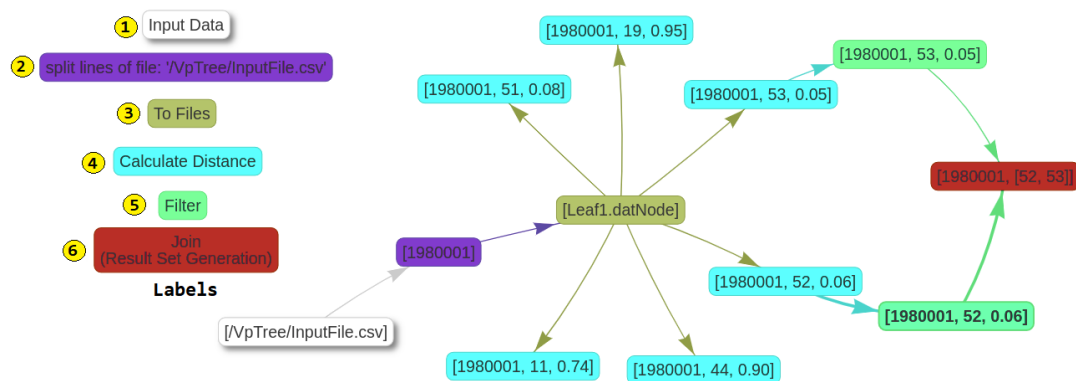 1
Input Data
2
split lines of file: '/VpTree/InputFile.csv'
3
To Files
4
Calculate Distance
5
Filter
6
Join
(Result Set Generation)
Labels
[1980001, 19, 0.95]
[1980001, 53, 0.05]
[1980001, 51, 0.08]
[1980001, 53, 0.05]
[1980001, [52, 53]]
[Leaf1.datNode]
[1980001]
[1980001, 52, 0.06]
[1980001, 52, 0.06]
[/VpTree/InputFile.csv]
[1980001, 11, 0.74]
[1980001, 44, 0.90]